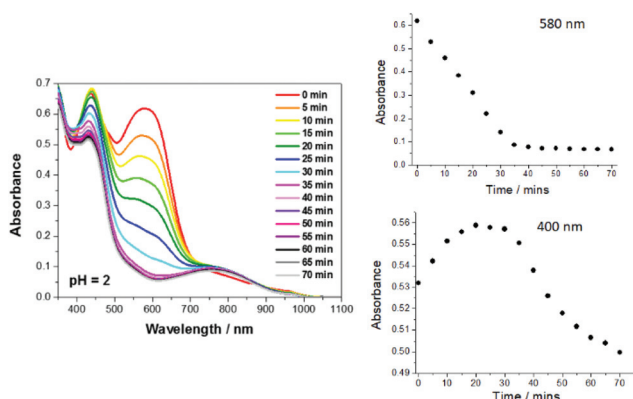 0.7
0.6
0.5
0.4
0.3
0.2
0.1
0.0
Absorbance
400 500 600 700 800 900 1000 1100
Wavelength / nm
pH = 2
0 min
5 min
10 min
15 min
20 min
25 min
30 min
35 min
40 min
45 min
50 min
55 min
60 min
65 min
70 min
580 nm
0.6
0.5
0.4
0.3
0.2
0.1
0.0
Absorbance
0 10 20 30 40 50 60 70
Time / mins
400 nm
0.56
0.55
0.54
0.53
0.52
0.51
0.50
0.49
Absorbance
0 10 20 30 40 50 60 70
Time / mins